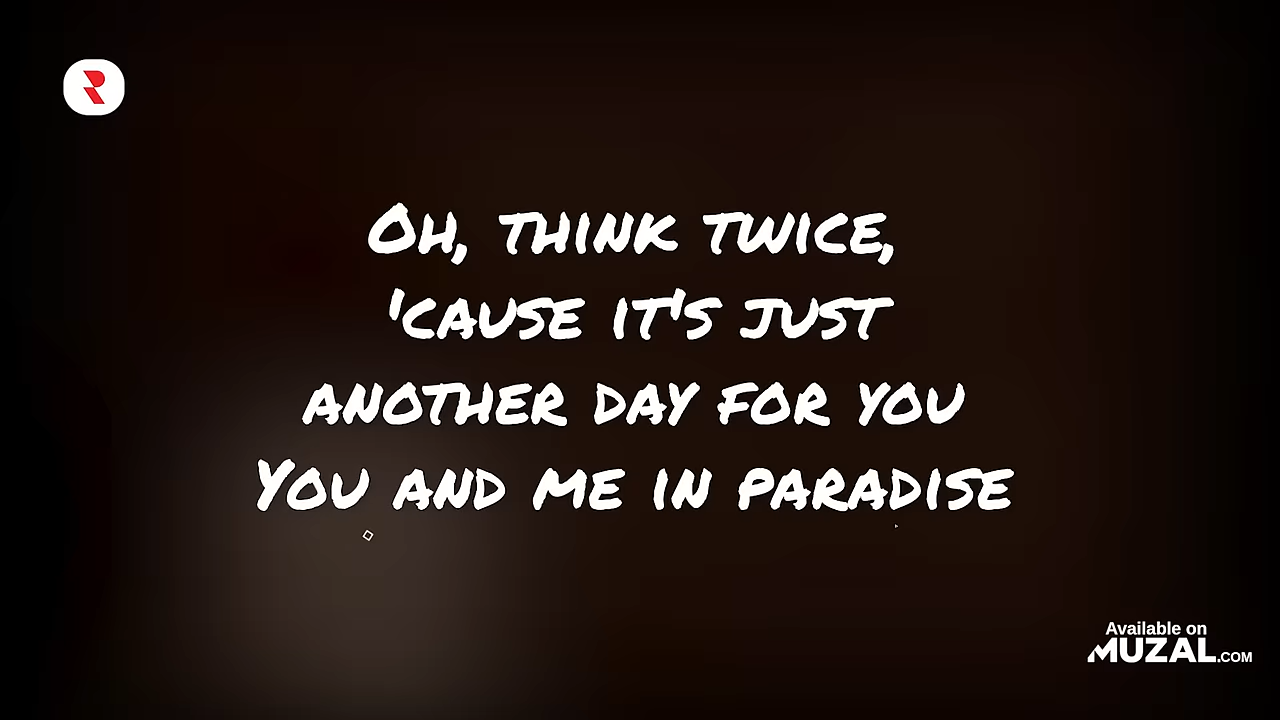 R
Oh, think twice,
'cause it's just
another day for you
You and me in paradise
Available on
MUZAL.COM